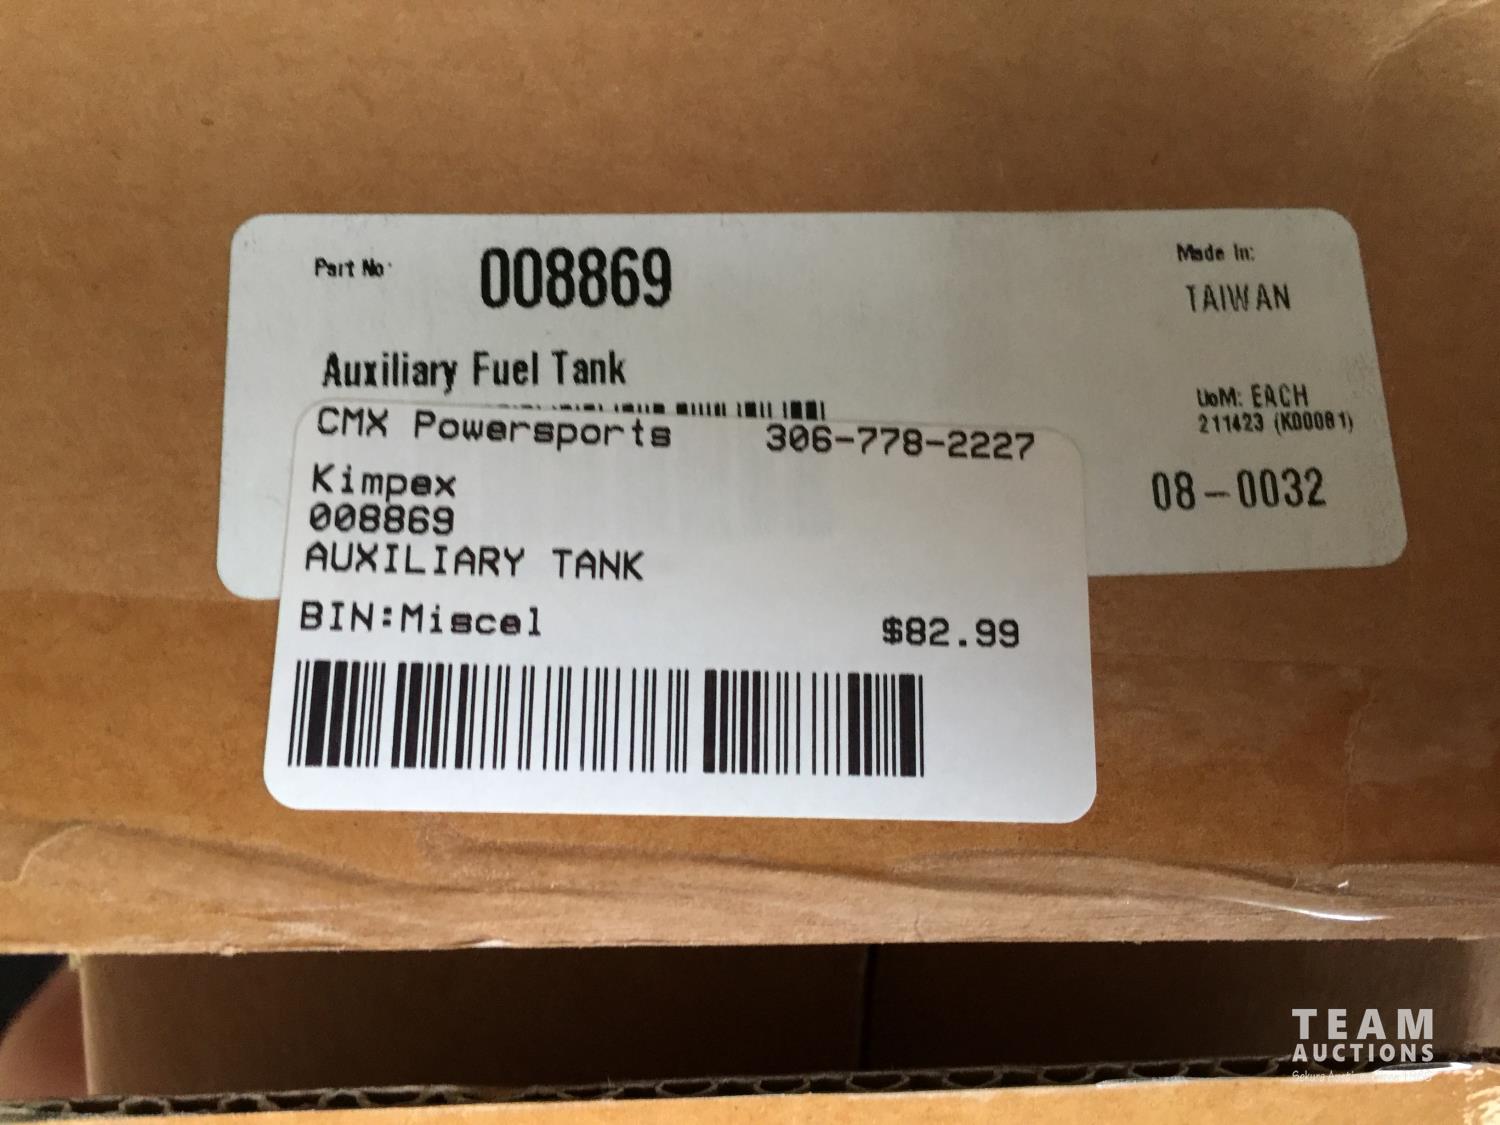 Part No:
008869
Made In:
TAIWAN
Auxiliary Fuel Tank
UoM: EACH
211423 (K00081)
08-0032
CMX Powersports 306-778-2227
Kimpex
008869
AUXILIARY TANK
BIN:Miscel $82.99
TEAM
AUCTIONS